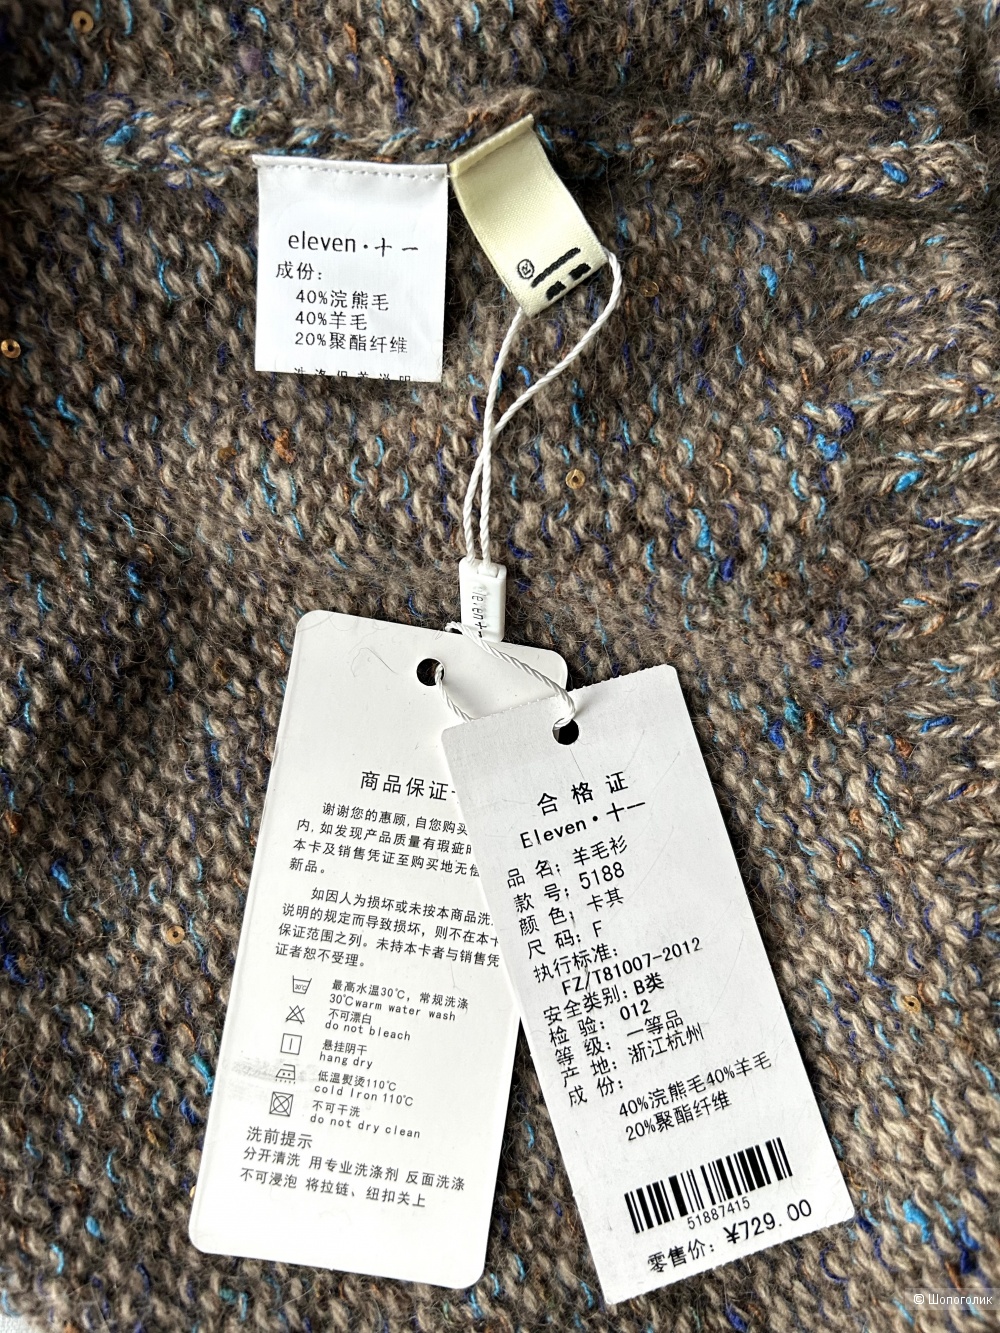 eleven·十一
成份：
40%浣熊毛
40%羊毛
20%聚酯纤维
eleven十一
商品保证
谢谢您的惠顾，自您购买
内，如发现产品质量有瑕疵
本卡及销售凭证至购买地无偿
新品。
如因人为损坏或未按本商品洗
说明的规定而导致损坏，则不在本卡
保证范围之列。未持本卡者与销售凭
证者恕不受理。
30℃
最高水温30℃，常规洗涤
30℃warm water wash
不可漂白
do not bleach
悬挂阴干
hang dry
低温熨烫110℃
cold Iron 110℃
不可干洗
do not dry clean
洗前提示
分开清洗 用专业洗涤剂 反面洗涤
不可浸泡 将拉链、纽扣关上
合格证
Eleven·十一
品 名：羊毛衫
款 号：5188
颜 色：卡其
尺 码：F
执行标准：
FZ/T81007-2012
安全类别：B类
检 验：012
等 级：一等品
产 地：浙江杭州
成 份：
40%浣熊毛40%羊毛
20%聚酯纤维
51887415
零售价：¥729.00
© Шопоголик